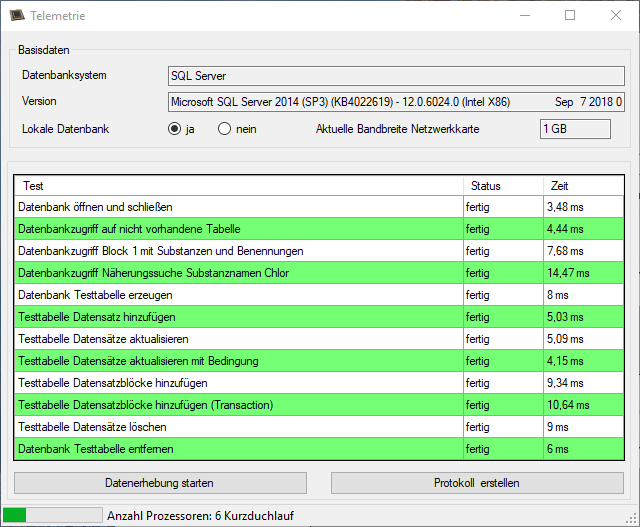 Telemetrie
Basisdaten
Datenbanksystem SQL Server
Version Microsoft SQL Server 2014 (SP3) (KB4022619) - 12.0.6024.0 (Intel X86) Sep 7 2018 0
Lokale Datenbank ja nein Aktuelle Bandbreite Netzwerkkarte 1 GB
Test Status Zeit
Datenbank öffnen und schließen fertig 3,48 ms
Datenbankzugriff auf nicht vorhandene Tabelle fertig 4,44 ms
Datenbankzugriff Block 1 mit Substanzen und Benennungen fertig 7,68 ms
Datenbankzugriff Näherungssuche Substanznamen Chlor fertig 14,47 ms
Datenbank Testtabelle erzeugen fertig 8 ms
Testtabelle Datensatz hinzufügen fertig 5,03 ms
Testtabelle Datensätze aktualisieren fertig 5,09 ms
Testtabelle Datensätze aktualisieren mit Bedingung fertig 4,15 ms
Testtabelle Datensatzblöcke hinzufügen fertig 9,34 ms
Testtabelle Datensatzblöcke hinzufügen (Transaction) fertig 10,64 ms
Testtabelle Datensätze löschen fertig 9 ms
Datenbank Testtabelle entfernen fertig 6 ms
Datenerhebung starten Protokoll erstellen
Anzahl Prozessoren: 6 Kurzduchlauf